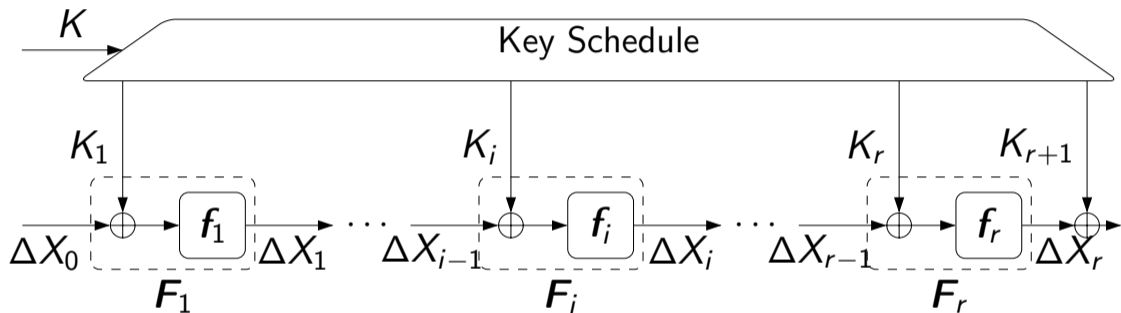 K
Key Schedule
K₁ Kᵢ Kᵣ Kᵣ₊₁
f₁ ⋯ fᵢ ⋯ fᵣ
ΔX₀ ΔX₁ ΔXᵢ₋₁ ΔXᵢ ΔXᵣ₋₁ ΔXᵣ
F₁ Fᵢ Fᵣ